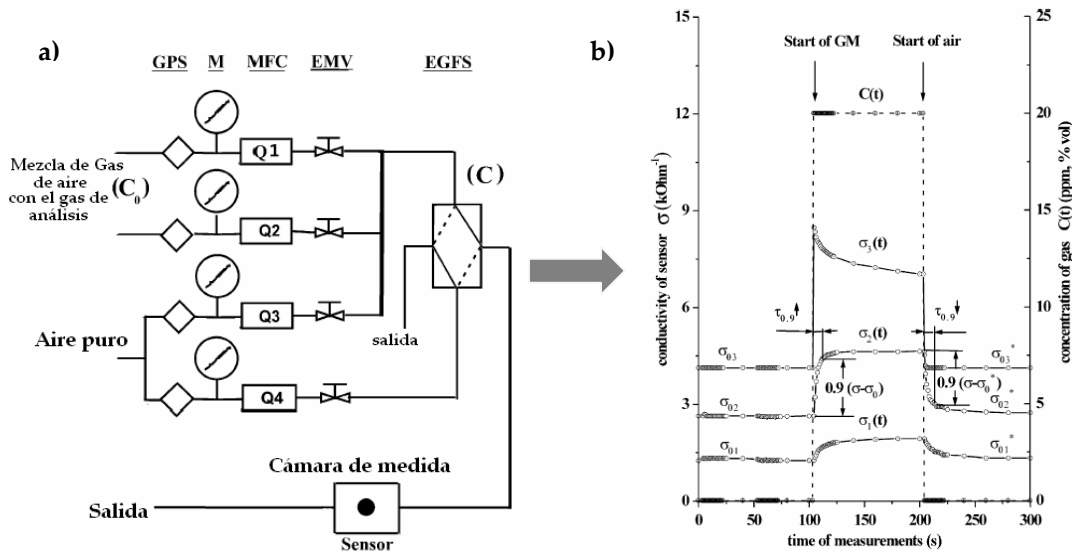 a)
GPS M MFC EMV EGFS
Q1
Mezcla de Gas
de aire
con el gas de
análisis
(C₀)
(C)
Q2
Q3
Aire puro
salida
Q4
Cámara de medida
Salida
Sensor
b)
Start of GM
Start of air
C(t)
σ₃(t)
τ0.9
τ0.9
σ₂(t)
σ03
σ03*
0.9 (σ-σ₀)
0.9 (σ-σ₀*)
σ02
σ02*
σ₁(t)
σ01
σ01*
conductivity of sensor σ (kOhm⁻¹)
15
12
9
6
3
0
concentration of gas C(t) (ppm, % vol)
25
20
15
10
5
0
0 50 100 150 200 250 300
time of measurements (s)